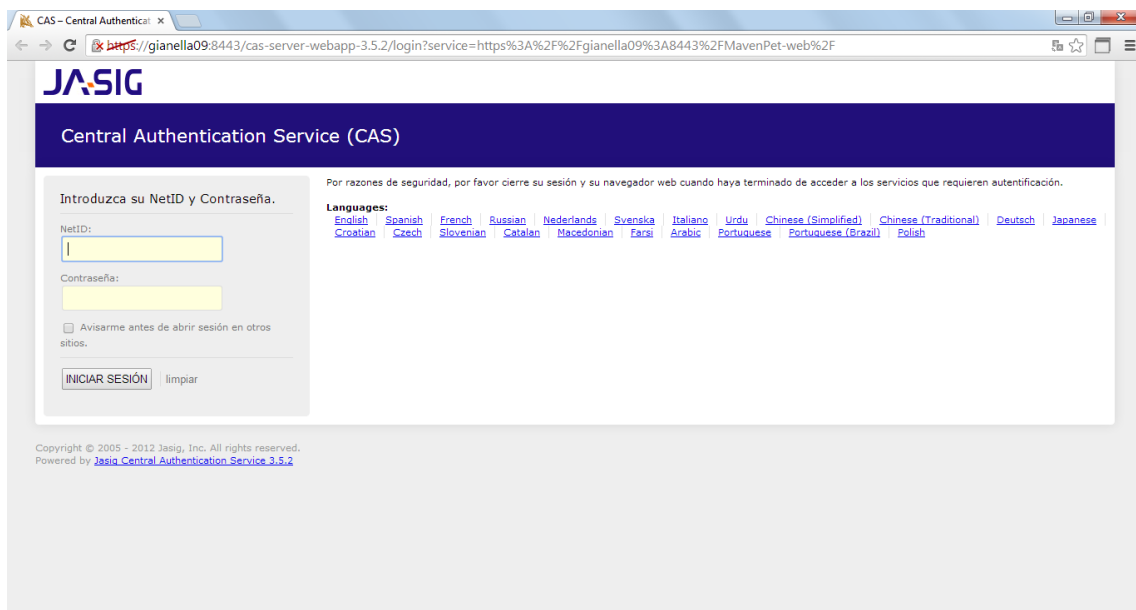 CAS – Central Authenticat
https://gianella09:8443/cas-server-webapp-3.5.2/login?service=https%3A%2F%2Fgianella09%3A8443%2FMavenPet-web%2F
JASIG
Central Authentication Service (CAS)
Introduzca su NetID y Contraseña.
NetID:
Contraseña:
Avisarme antes de abrir sesión en otros
sitios.
INICIAR SESIÓN limpiar
Por razones de seguridad, por favor cierre su sesión y su navegador web cuando haya terminado de acceder a los servicios que requieren autentificación.
Languages:
English Spanish French Russian Nederlands Svenska Italiano Urdu Chinese (Simplified) Chinese (Traditional) Deutsch Japanese
Croatian Czech Slovenian Catalan Macedonian Farsi Arabic Portuguese Portuguese (Brazil) Polish
Copyright © 2005 - 2012 Jasig, Inc. All rights reserved.
Powered by Jasig Central Authentication Service 3.5.2